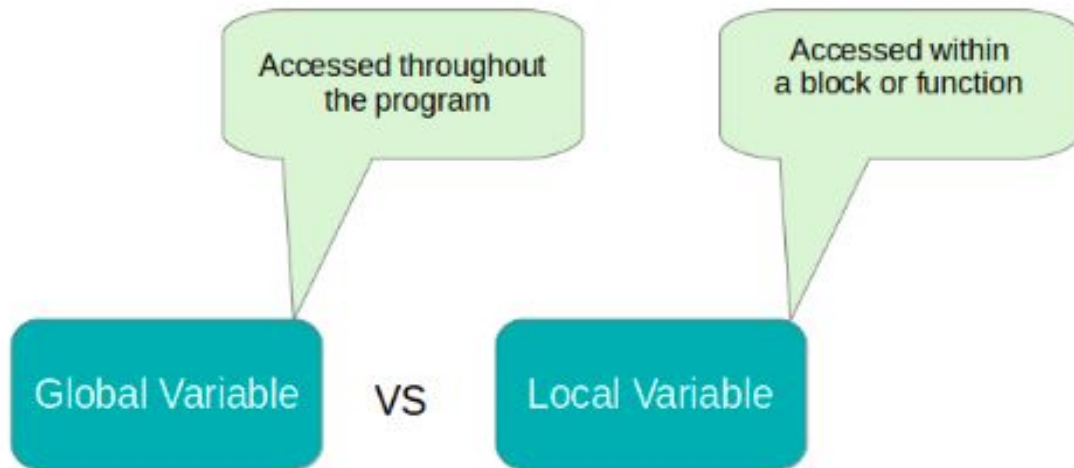 Accessed throughout
the program
Accessed within
a block or function
Global Variable
VS
Local Variable